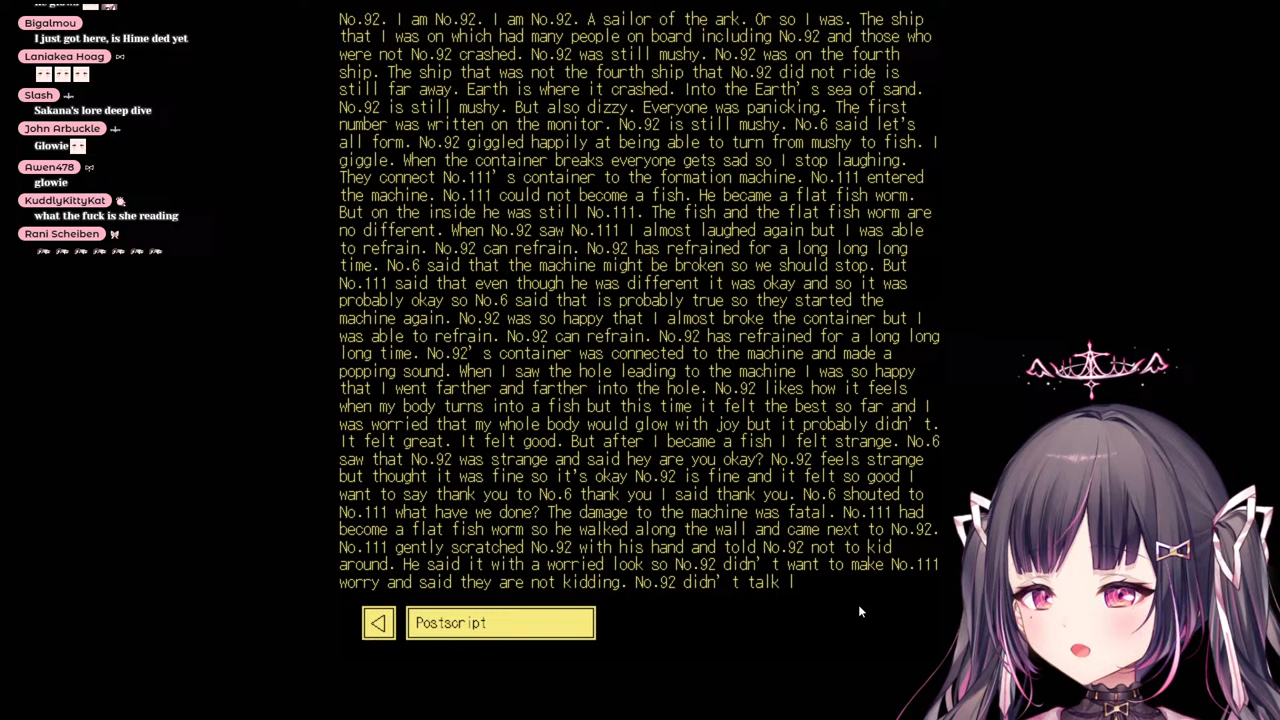 Bigalmou
I just got here, is Hime ded yet
Laniakea Hoag
Slash
Sakana's lore deep dive
John Arbuckle
Glowie
Awen478
glowie
KuddlyKittyKat
what the fuck is she reading
Rani Scheiben
No.92. I am No.92. I am No.92. A sailor of the ark. Or so I was. The ship
that I was on which had many people on board including No.92 and those who
were not No.92 crashed. No.92 was still mushy. No.92 was on the fourth
ship. The ship that was not the fourth ship that No.92 did not ride is
still far away. Earth is where it crashed. Into the Earth's sea of sand.
No.92 is still mushy. But also dizzy. Everyone was panicking. The first
number was written on the monitor. No.92 is still mushy. No.6 said let's
all form. No.92 giggled happily at being able to turn from mushy to fish. I
giggle. When the container breaks everyone gets sad so I stop laughing.
They connect No.111's container to the formation machine. No.111 entered
the machine. No.111 could not become a fish. He became a flat fish worm.
But on the inside he was still No.111. The fish and the flat fish worm are
no different. When No.92 saw No.111 I almost laughed again but I was able
to refrain. No.92 can refrain. No.92 has refrained for a long long long
time. No.6 said that the machine might be broken so we should stop. But
No.111 said that even though he was different it was okay and so it was
probably okay so No.6 said that is probably true so they started the
machine again. No.92 was so happy that I almost broke the container but I
was able to refrain. No.92 can refrain. No.92 has refrained for a long long
long time. No.92's container was connected to the machine and made a
popping sound. When I saw the hole leading to the machine I was so happy
that I went farther and farther into the hole. No.92 likes how it feels
when my body turns into a fish but this time it felt the best so far and I
was worried that my whole body would glow with joy but it probably didn't.
It felt great. It felt good. But after I became a fish I felt strange. No.6
saw that No.92 was strange and said hey are you okay? No.92 feels strange
but thought it was fine so it's okay No.92 is fine and it felt so good I
want to say thank you to No.6 thank you I said thank you. No.6 shouted to
No.111 what have we done? The damage to the machine was fatal. No.111 had
become a flat fish worm so he walked along the wall and came next to No.92.
No.111 gently scratched No.92 with his hand and told No.92 not to kid
around. He said it with a worried look so No.92 didn't want to make No.111
worry and said they are not kidding. No.92 didn't talk I
Postscript